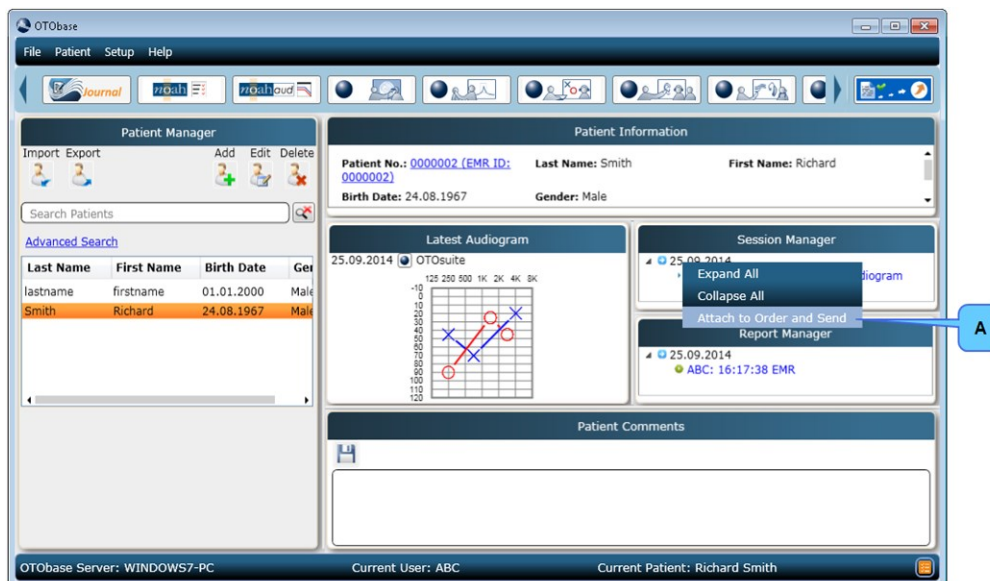 OTObase
File Patient Setup Help
Journal noah noah aud
Patient Manager
Import Export Add Edit Delete
Search Patients
Advanced Search
Last Name First Name Birth Date Gen
lastname firstname 01.01.2000 Male
Smith Richard 24.08.1967 Male
Patient Information
Patient No.: 0000002 (EMR ID: 0000002) Last Name: Smith First Name: Richard
Birth Date: 24.08.1967 Gender: Male
Latest Audiogram
25.09.2014 OTOsuite
125 250 500 1K 2K 4K 8K
-10
0
10
20
30
40
50
60
70
80
90
100
110
120
Session Manager
25.09.2014
diogram
Expand All
Collapse All
Attach to Order and Send
A
Report Manager
25.09.2014
ABC: 16:17:38 EMR
Patient Comments
OTObase Server: WINDOWS7-PC Current User: ABC Current Patient: Richard Smith